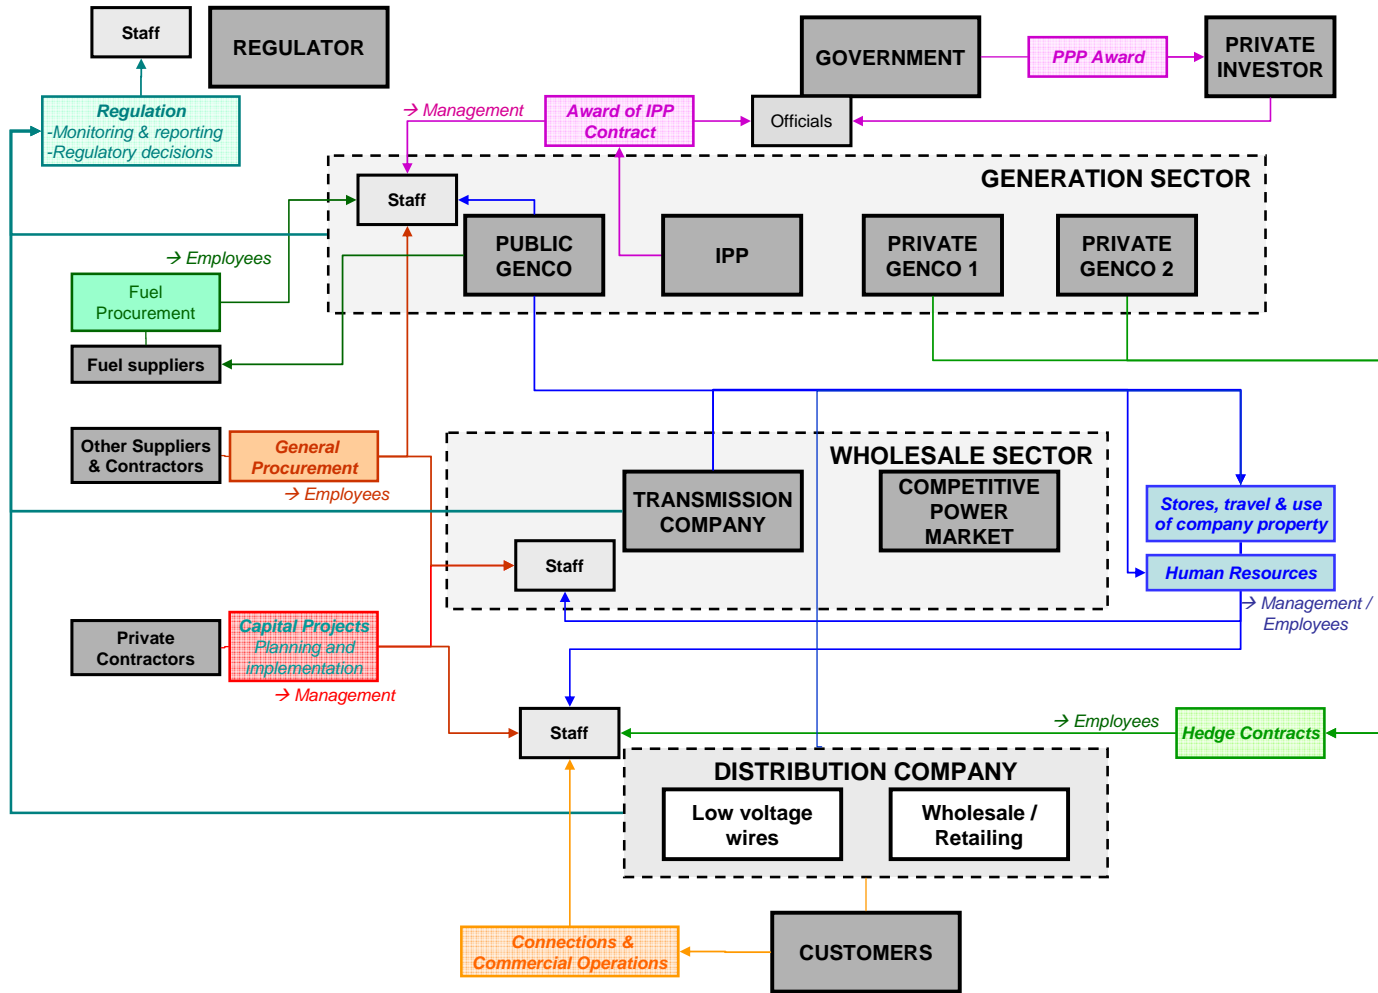 Staff
REGULATOR
GOVERNMENT
PPP Award
PRIVATE
INVESTOR
Regulation
-Monitoring & reporting
-Regulatory decisions
→ Management
Award of IPP
Contract
Officials
GENERATION SECTOR
Staff
PUBLIC
GENCO
IPP
PRIVATE
GENCO 1
PRIVATE
GENCO 2
→ Employees
Fuel
Procurement
Fuel suppliers
Other Suppliers
& Contractors
General
Procurement
→ Employees
WHOLESALE SECTOR
TRANSMISSION
COMPANY
COMPETITIVE
POWER
MARKET
Stores, travel & use
of company property
Staff
Human Resources
→ Management /
Employees
Private
Contractors
Capital Projects
Planning and
implementation
→ Management
Staff
→ Employees
Hedge Contracts
DISTRIBUTION COMPANY
Low voltage
wires
Wholesale /
Retailing
Connections &
Commercial Operations
CUSTOMERS